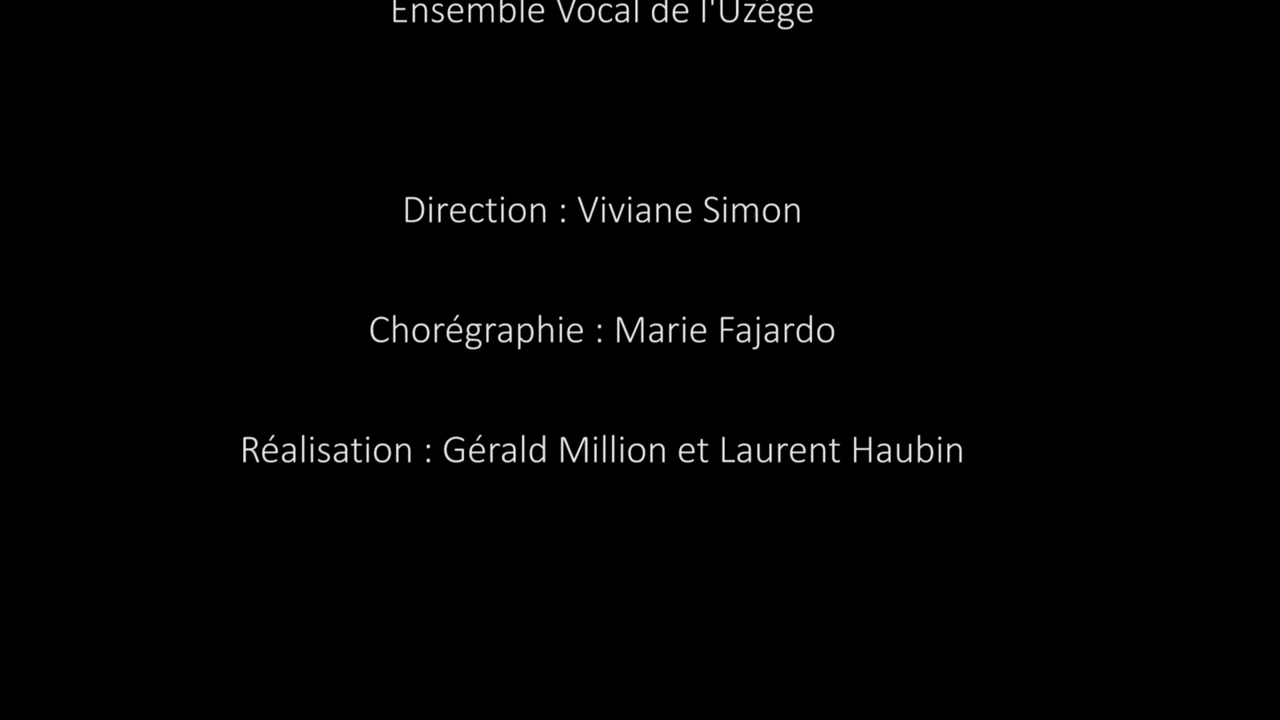 Ensemble Vocal de l'Uzège
Direction : Viviane Simon
Chorégraphie : Marie Fajardo
Réalisation : Gérald Million et Laurent Haubin